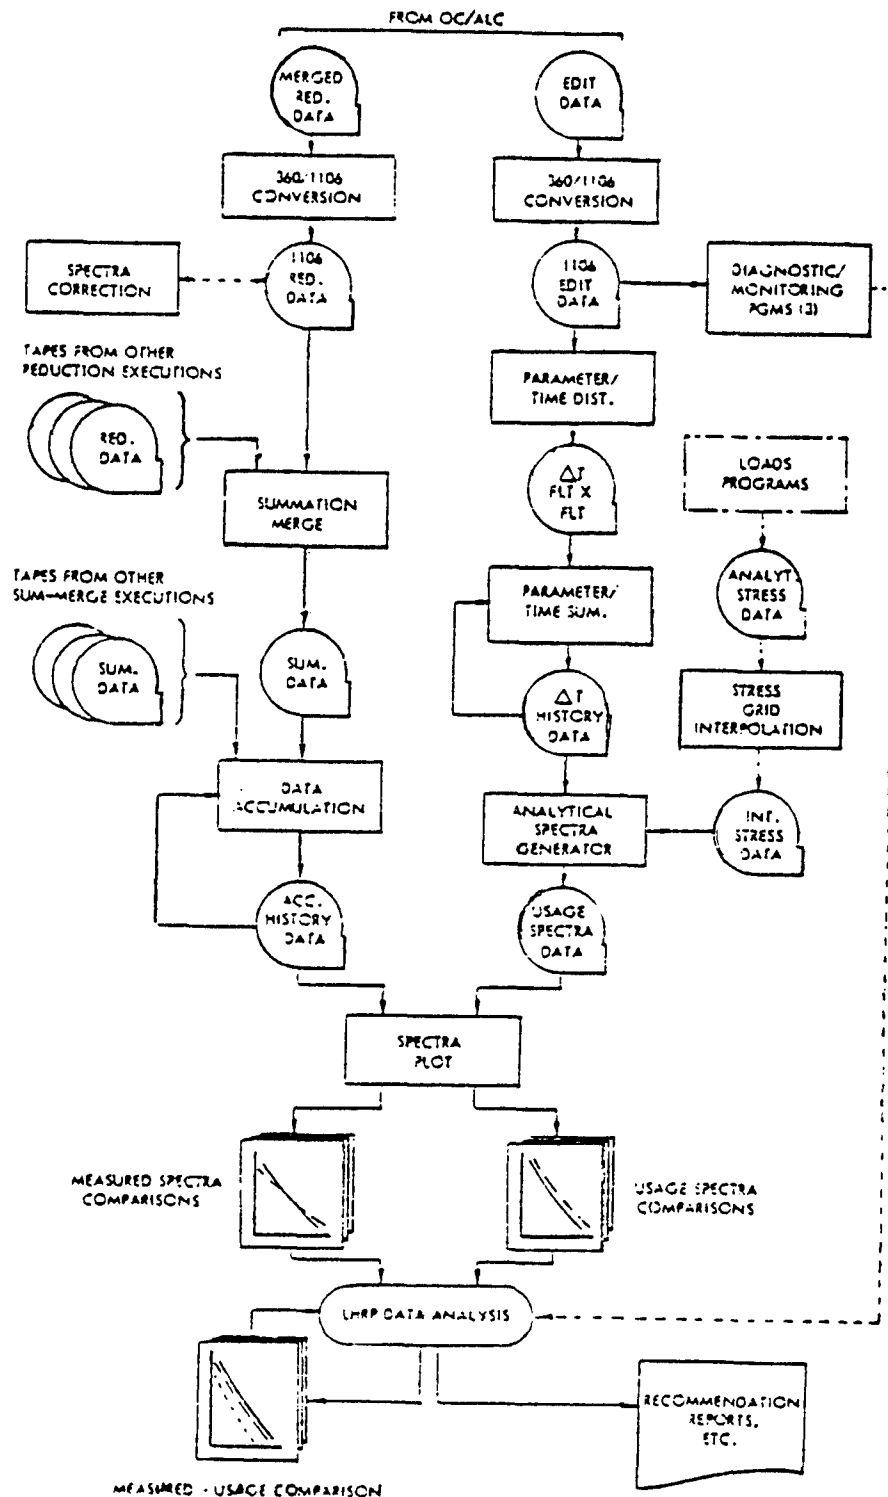 FROM OC/ALC
MERGED
RED.
DATA
EDIT
DATA
360/1106
CONVERSION
360/1106
CONVERSION
SPECTRA
CORRECTION
1106
RED.
DATA
1106
EDIT
DATA
DIAGNOSTIC/
MONITORING
PGMS (3)
TAPES FROM OTHER
REDUCTION EXECUTIONS
PARAMETER/
TIME DIST.
RED.
DATA
LOADS
PROGRAMS
△T
FLT X
FLT
SUMMATION
MERGE
TAPES FROM OTHER
SUM-MERGE EXECUTIONS
PARAMETER/
TIME SUM.
ANALYT.
STRESS
DATA
SUM.
DATA
SUM.
DATA
△T
HISTORY
DATA
STRESS
GRID
INTERPOLATION
DATA
ACCUMULATION
ANALYTICAL
SPECTRA
GENERATOR
INT.
STRESS
DATA
ACC.
HISTORY
DATA
USAGE
SPECTRA
DATA
SPECTRA
PLOT
MEASURED SPECTRA
COMPARISONS
USAGE SPECTRA
COMPARISONS
LHRP DATA ANALYSIS
RECOMMENDATION
REPORTS,
ETC.
MEASURED - USAGE COMPARISON